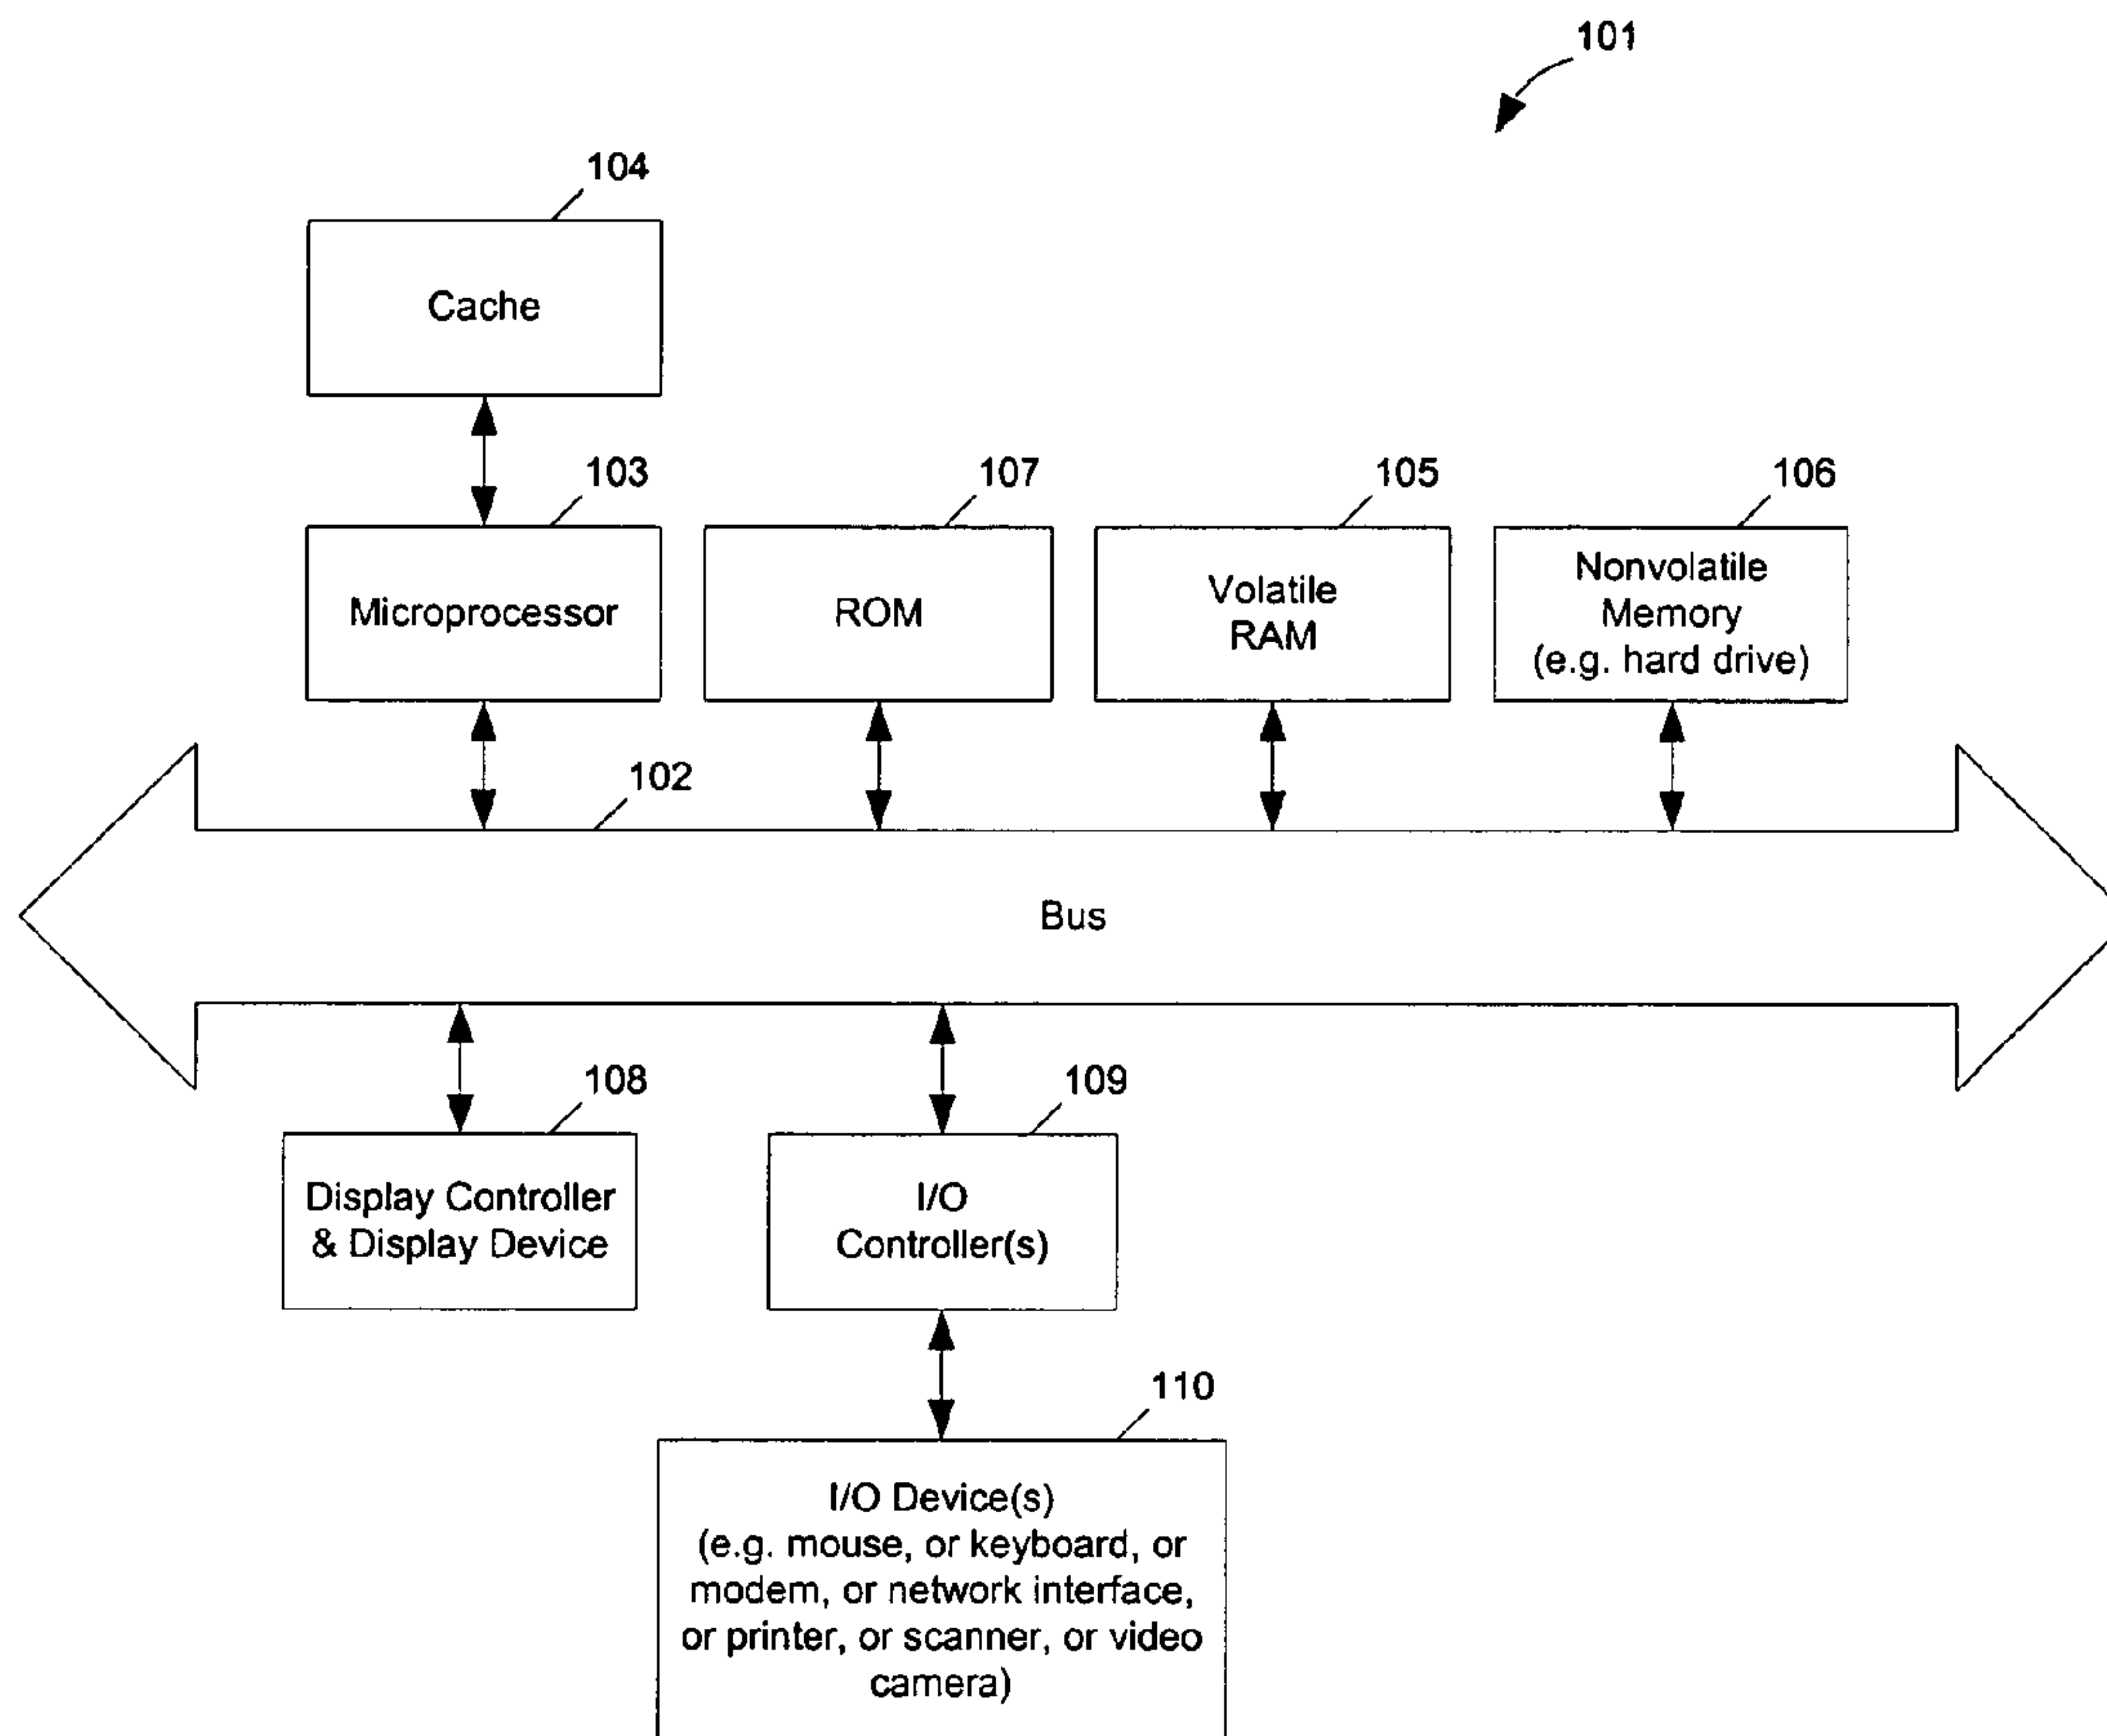 101
104
Cache
103
107
105
106
Microprocessor
ROM
Volatile
RAM
Nonvolatile
Memory
(e.g. hard drive)
102
Bus
108
109
Display Controller
& Display Device
I/O
Controller(s)
110
I/O Device(s)
(e.g. mouse, or keyboard, or
modem, or network interface,
or printer, or scanner, or video
camera)